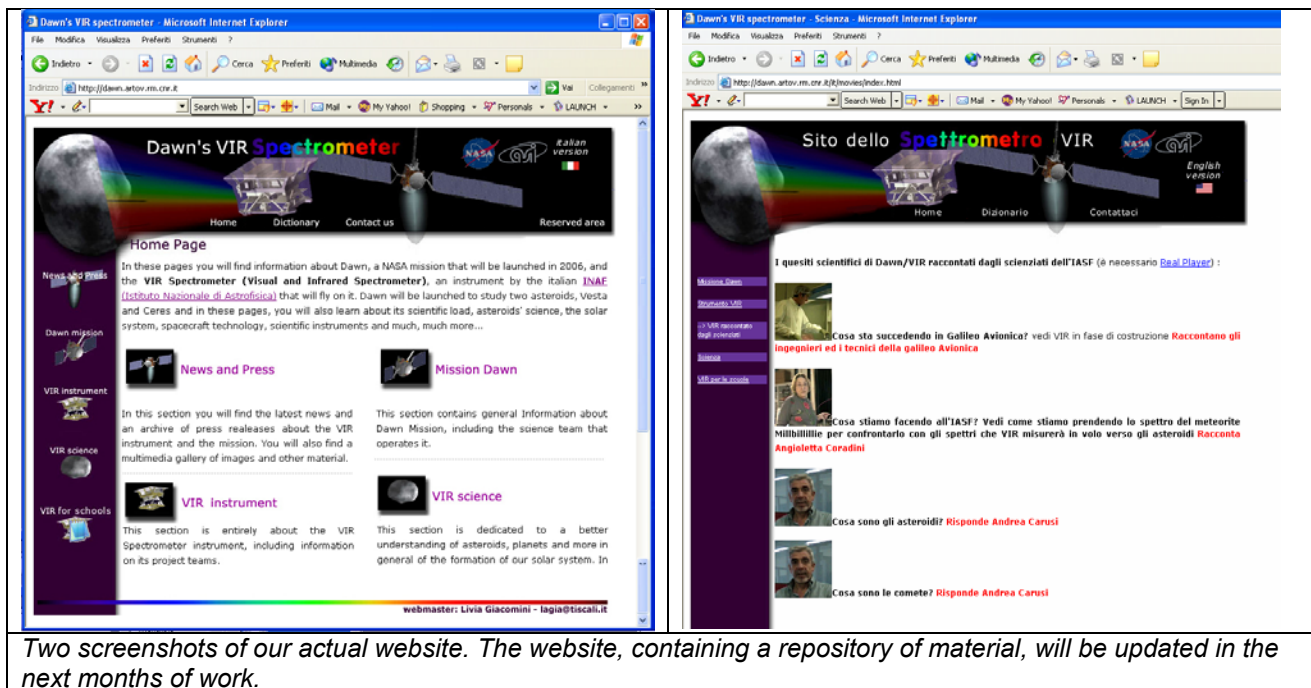 Dawn's VIR spectrometer - Microsoft Internet Explorer
File Modifica Visualizza Preferiti Strumenti ?
Indietro Cerca Preferiti Multimedia
Indirizzo http://dawn.artov.rm.cnr.it Vai Collegamenti »
Y! Search Web Mail My Yahoo! Shopping Personals LAUNCH »
Dawn's VIR Spectrometer
NASA
italian
version
Home Dictionary Contact us Reserved area
Home Page
News and Press
Dawn mission
VIR instrument
VIR science
VIR for schools
In these pages you will find information about Dawn, a NASA mission that will be launched in 2006, and
the VIR Spectrometer (Visual and Infrared Spectrometer), an instrument by the italian INAF
(Istituto Nazionale di Astrofisica) that will fly on it. Dawn will be launched to study two asteroids, Vesta
and Ceres and in these pages, you will also learn about its scientific load, asteroids' science, the solar
system, spacecraft technology, scientific instruments and much, much more...
News and Press
In this section you will find the latest news and
an archive of press realeases about the VIR
instrument and the mission. You will also find a
multimedia gallery of images and other material.
Mission Dawn
This section contains general Information about
Dawn Mission, including the science team that
operates it.
VIR instrument
This section is entirely about the VIR
Spectrometer instrument, including information
on its project teams.
VIR science
This section is dedicated to a better
understanding of asteroids, planets and more in
general of the formation of our solar system. In
webmaster: Livia Giacomini - lagia@tiscali.it
Dawn's VIR spectrometer - Scienza - Microsoft Internet Explorer
File Modifica Visualizza Preferiti Strumenti ?
Indietro Cerca Preferiti Multimedia
Indirizzo http://dawn.artov.rm.cnr.it/it/movies/index.html
Y! Search Web Mail My Yahoo! Shopping Personals LAUNCH Sign In
Sito dello Spettrometro VIR
NASA
English
version
Home Dizionario Contattaci
Missione Dawn
Strumento VIR
--> VIR raccontato
dagli scienziati
Scienza
VIR per le scuole
I quesiti scientifici di Dawn/VIR raccontati dagli scienziati dell'IASF (è necessario Real Player) :
Cosa sta succedendo in Galileo Avionica? vedi VIR in fase di costruzione Raccontano gli
ingegneri ed i tecnici della galileo Avionica
Cosa stiamo facendo all'IASF? Vedi come stiamo prendendo lo spettro del meteorite
Millbillillie per confrontarlo con gli spettri che VIR misurerà in volo verso gli asteroidi Racconta
Angioletta Coradini
Cosa sono gli asteroidi? Risponde Andrea Carusi
Cosa sono le comete? Risponde Andrea Carusi
Two screenshots of our actual website. The website, containing a repository of material, will be updated in the
next months of work.